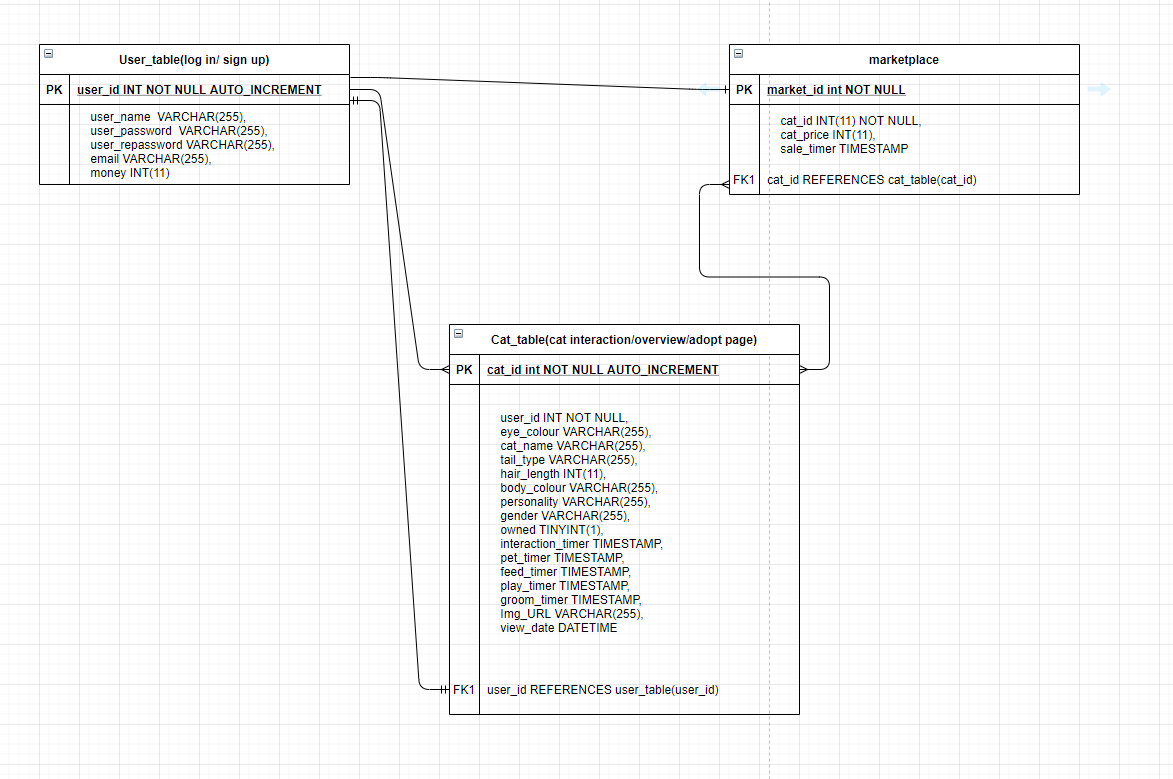 User_table(log in/ sign up)
PK user_id INT NOT NULL AUTO_INCREMENT
user_name VARCHAR(255),
user_password VARCHAR(255),
user_repassword VARCHAR(255),
email VARCHAR(255),
money INT(11)
marketplace
PK market_id int NOT NULL
cat_id INT(11) NOT NULL,
cat_price INT(11),
sale_timer TIMESTAMP
FK1 cat_id REFERENCES cat_table(cat_id)
Cat_table(cat interaction/overview/adopt page)
PK cat_id int NOT NULL AUTO_INCREMENT
user_id INT NOT NULL,
eye_colour VARCHAR(255),
cat_name VARCHAR(255),
tail_type VARCHAR(255),
hair_length INT(11),
body_colour VARCHAR(255),
personality VARCHAR(255),
gender VARCHAR(255),
owned TINYINT(1),
interaction_timer TIMESTAMP,
pet_timer TIMESTAMP,
feed_timer TIMESTAMP,
play_timer TIMESTAMP,
groom_timer TIMESTAMP,
Img_URL VARCHAR(255),
view_date DATETIME
FK1 user_id REFERENCES user_table(user_id)